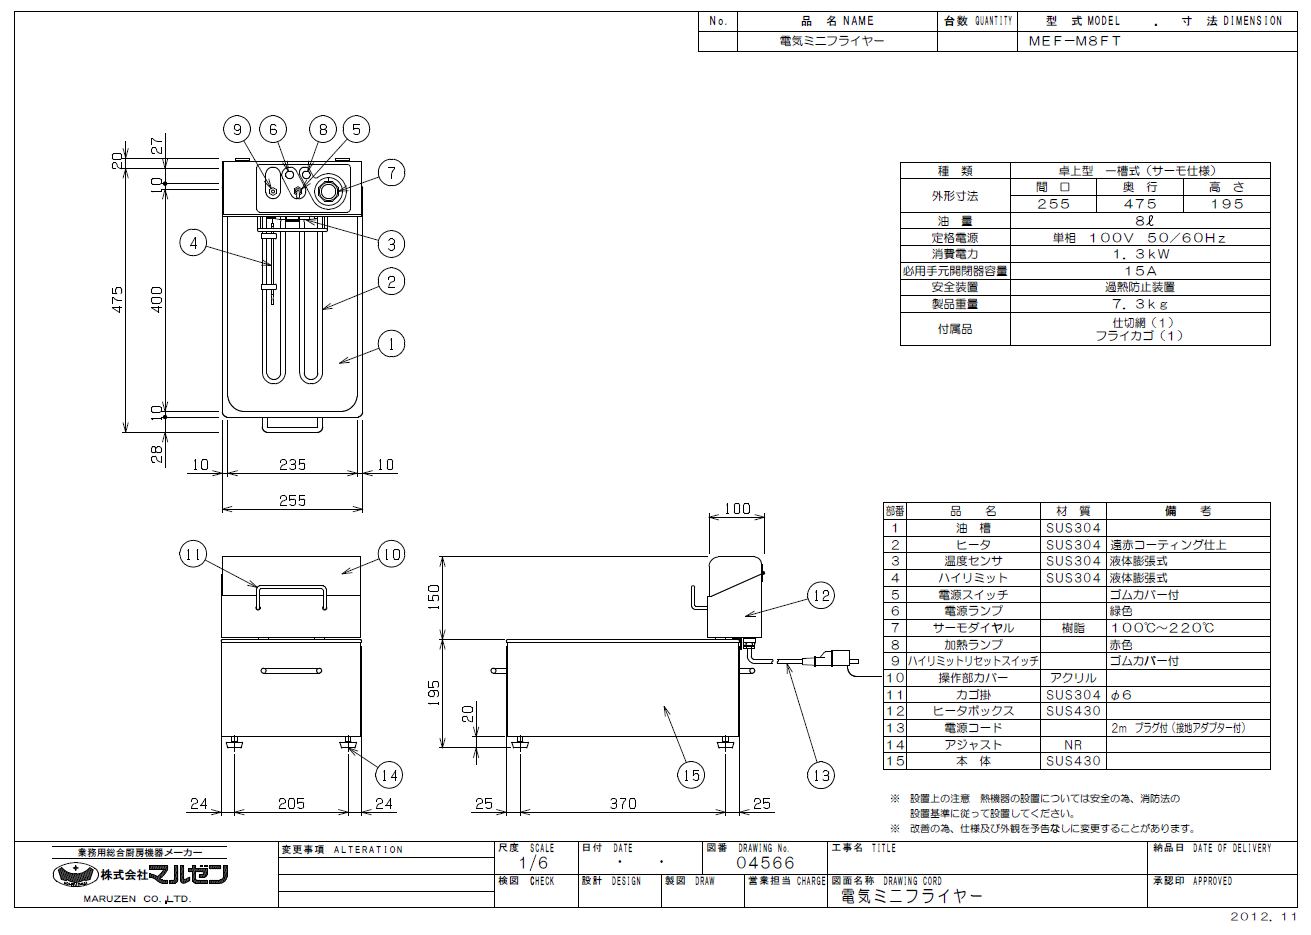 No. 品 名 NAME 台数 QUANTITY 型 式 MODEL . 寸 法 DIMENSION
電気ミニフライヤー MEF－M8FT
9 6 8 5
7
4
3
2
1
20 27
10
475 400
10
28
10 235 10
255
種 類 卓上型 一槽式（サーモ仕様）
外形寸法 間 口 奥 行 高 さ
255 475 195
油 量 8ℓ
定格電源 単相 100V 50／60Hz
消費電力 1．3kW
必用手元開閉器容量 15A
安全装置 過熱防止装置
製品重量 7．3kg
付属品 仕切網（1）
フライカゴ（1）
11 10
14
24 205 24
100
150
195
20
12
13
15
25 370 25
部番 品 名 材 質 備 考
1 油 槽 SUS304
2 ヒータ SUS304 遠赤コーティング仕上
3 温度センサ SUS304 液体膨張式
4 ハイリミット SUS304 液体膨張式
5 電源スイッチ ゴムカバー付
6 電源ランプ 緑色
7 サーモダイヤル 樹脂 100℃～220℃
8 加熱ランプ 赤色
9 ハイリミットリセットスイッチ ゴムカバー付
10 操作部カバー アクリル
11 カゴ掛 SUS304 φ6
12 ヒータボックス SUS430
13 電源コード 2m プラグ付（接地アダプター付）
14 アジャスト NR
15 本 体 SUS430
※ 設置上の注意 熱機器の設置については安全の為、消防法の
設置基準に従って設置してください。
※ 改善の為、仕様及び外観を予告なしに変更することがあります。
業務用総合厨房機器メーカー
株式会社マルゼン
MARUZEN CO.,LTD.
変更事項 ALTERATION
尺度 SCALE 日付 DATE 図番 DRAWING No. 工事名 TITLE 納品日 DATE OF DELIVERY
1/6 ・ ・ 04566
検図 CHECK 設計 DESIGN 製図 DRAW 営業担当 CHARGE 図面名称 DRAWING CORD 承認印 APPROVED
電気ミニフライヤー
2012．11